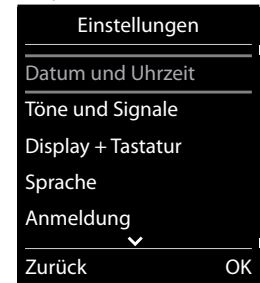 Einstellungen
Datum und Uhrzeit
Töne und Signale
Display + Tastatur
Sprache
Anmeldung
Zurück OK